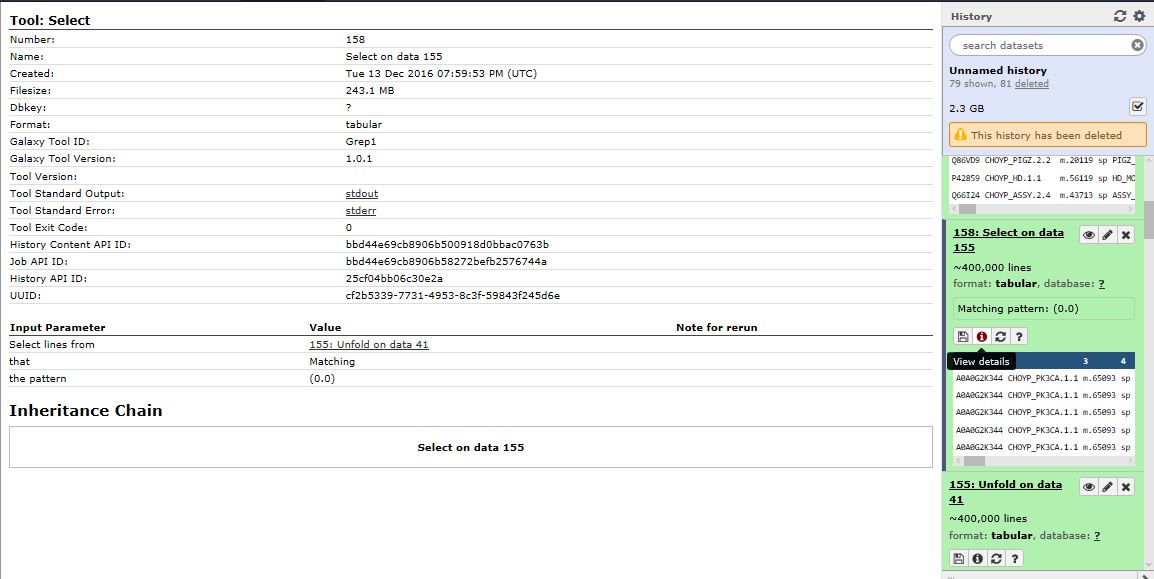 Tool: Select
Number: 158
Name: Select on data 155
Created: Tue 13 Dec 2016 07:59:53 PM (UTC)
Filesize: 243.1 MB
Dbkey: ?
Format: tabular
Galaxy Tool ID: Grep1
Galaxy Tool Version: 1.0.1
Tool Version:
Tool Standard Output: stdout
Tool Standard Error: stderr
Tool Exit Code: 0
History Content API ID: bbd44e69cb8906b500918d0bbac0763b
Job API ID: bbd44e69cb8906b58272befb2576744a
History API ID: 25cf04bb06c30e2a
UUID: cf2b5339-7731-4953-8c3f-59843f245d6e
Input Parameter Value Note for rerun
Select lines from 155: Unfold on data 41
that Matching
the pattern (0.0)
Inheritance Chain
Select on data 155
History
search datasets
Unnamed history
79 shown, 81 deleted
2.3 GB
This history has been deleted
Q86VD9 CHOYP_PIGZ.2.2 m.20119 sp PIGZ_
P42859 CHOYP_HD.1.1 m.56119 sp HD_MO
Q66I24 CHOYP_ASSY.2.4 m.43713 sp ASSY_
158: Select on data
155
~400,000 lines
format: tabular, database: ?
Matching pattern: (0.0)
View details
3 4
A0A0G2K344 CHOYP_PK3CA.1.1 m.65093 sp
A0A0G2K344 CHOYP_PK3CA.1.1 m.65093 sp
A0A0G2K344 CHOYP_PK3CA.1.1 m.65093 sp
A0A0G2K344 CHOYP_PK3CA.1.1 m.65093 sp
A0A0G2K344 CHOYP_PK3CA.1.1 m.65093 sp
155: Unfold on data
41
~400,000 lines
format: tabular, database: ?